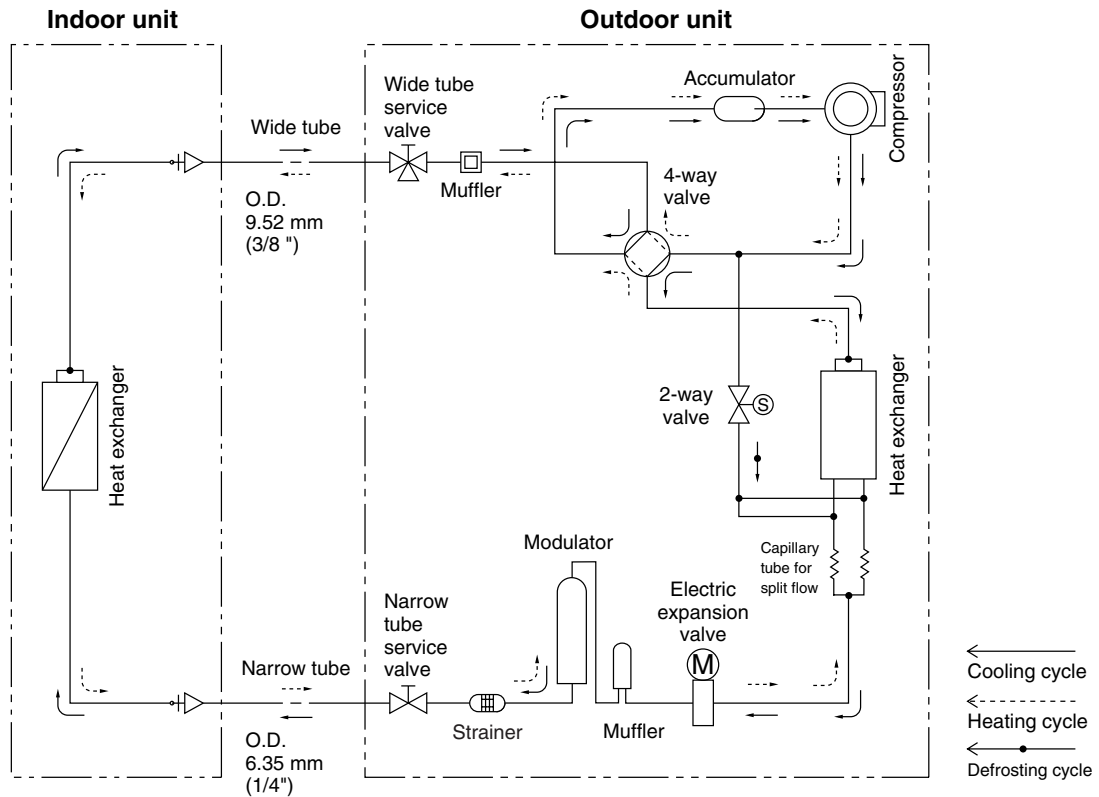 Indoor unit
Outdoor unit
Wide tube
service
valve
Accumulator
Compressor
Wide tube
Muffler
4-way
valve
O.D.
9.52 mm
(3/8 ")
Heat exchanger
2-way
valve
S
Heat exchanger
Modulator
Capillary
tube for
split flow
Electric
expansion
valve
M
Narrow
tube
service
valve
Narrow tube
Strainer
Muffler
O.D.
6.35 mm
(1/4")
Cooling cycle
Heating cycle
Defrosting cycle